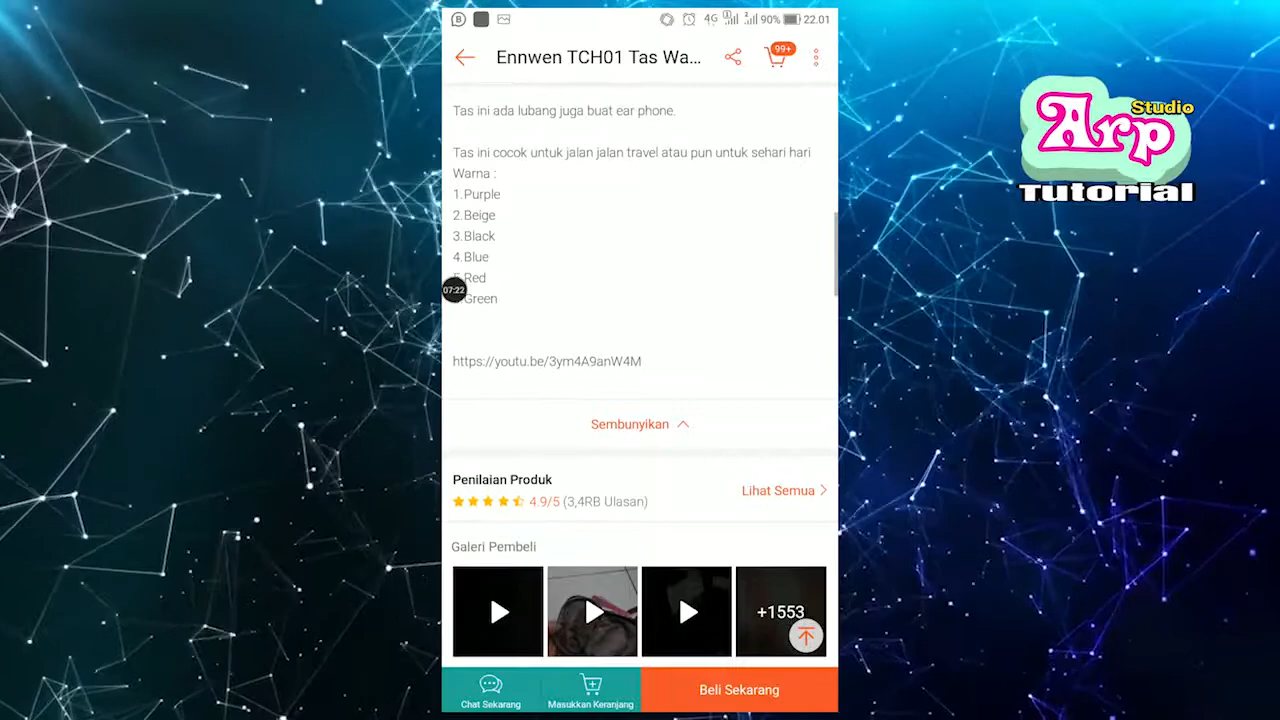 4G
90%
22.01
Ennwen TCH01 Tas Wa...
99+
Tas ini ada lubang juga buat ear phone.
Tas ini cocok untuk jalan jalan travel atau pun untuk sehari hari
Warna :
1.Purple
2.Beige
3.Black
4.Blue
Red
07:22
Green
https://youtu.be/3ym4A9anW4M
Sembunyikan
Penilaian Produk
4.9/5 (3,4RB Ulasan)
Lihat Semua
Galeri Pembeli
+1553
Chat Sekarang
Masukkan Keranjang
Beli Sekarang
Studio
Arp
Tutorial